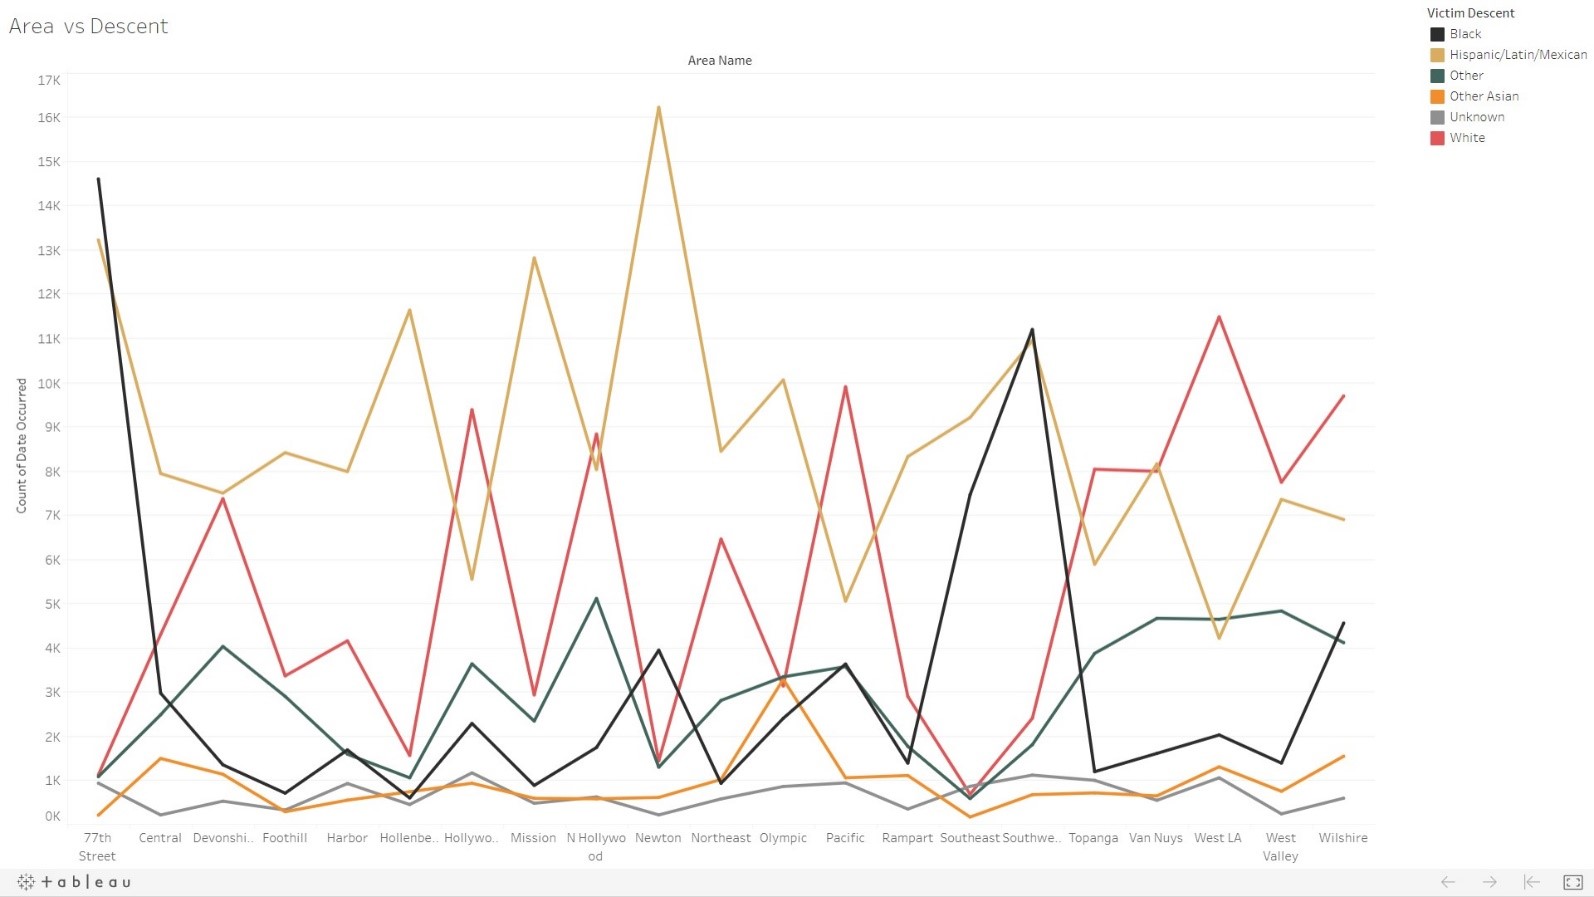 Area vs Descent
Victim Descent
Black
Hispanic/Latin/Mexican
Other
Other Asian
Unknown
White
Area Name
17K
16K
15K
14K
13K
12K
11K
10K
9K
8K
7K
6K
5K
4K
3K
2K
1K
0K
Count of Date Occurred
77th
Street
Central
Devonshi..
Foothill
Harbor
Hollenbe..
Hollywo..
Mission
N Hollywo
od
Newton
Northeast
Olympic
Pacific
Rampart
Southeast
Southwe..
Topanga
Van Nuys
West LA
West
Valley
Wilshire
+ a b l e a u